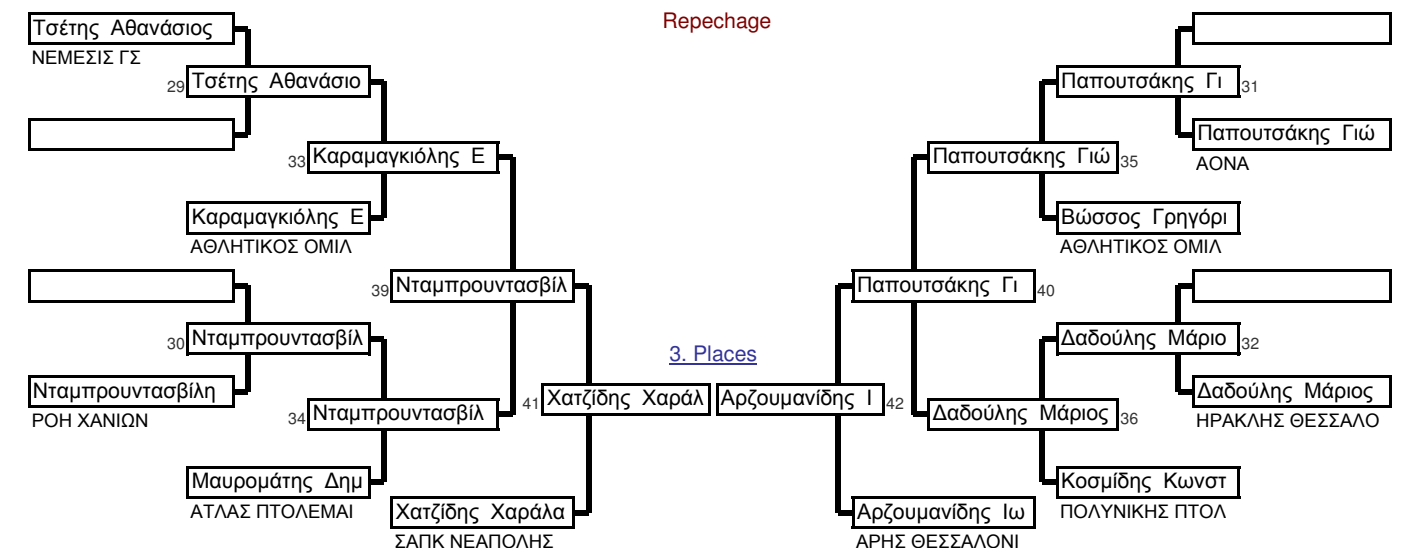 Repechage
Τσέτης Αθανάσιος
ΝΕΜΕΣΙΣ ΓΣ
29 Τσέτης Αθανάσιο
33 Καραμαγκιόλης Ε
Καραμαγκιόλης Ε
ΑΘΛΗΤΙΚΟΣ ΟΜΙΛ
39 Νταμπρουντασβίλ
30 Νταμπρουντασβίλ
Νταμπρουντασβίλη
ΡΟΗ ΧΑΝΙΩΝ
34 Νταμπρουντασβίλ
Μαυρομάτης Δημ
ΑΤΛΑΣ ΠΤΟΛΕΜΑΙ
41 Χατζίδης Χαράλ
Χατζίδης Χαράλα
ΣΑΠΚ ΝΕΑΠΟΛΗΣ
3. Places
Παπουτσάκης Γι 31
Παπουτσάκης Γιώ
ΑΟΝΑ
Παπουτσάκης Γιώ 35
Βώσσος Γρηγόρι
ΑΘΛΗΤΙΚΟΣ ΟΜΙΛ
Παπουτσάκης Γι 40
Δαδούλης Μάριο 32
Δαδούλης Μάριος
ΗΡΑΚΛΗΣ ΘΕΣΣΑΛΟ
Αρζουμανίδης Ι 42
Δαδούλης Μάριος 36
Κοσμίδης Κωνστ
ΠΟΛΥΝΙΚΗΣ ΠΤΟΛ
Αρζουμανίδης Ιω
ΑΡΗΣ ΘΕΣΣΑΛΟΝΙ